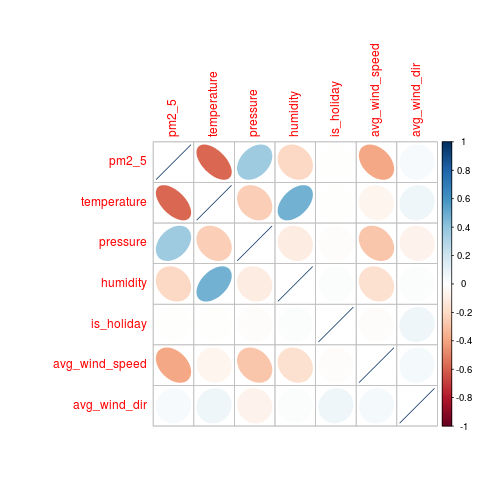 pm2_5
temperature
pressure
humidity
is_holiday
avg_wind_speed
avg_wind_dir
pm2_5
temperature
pressure
humidity
is_holiday
avg_wind_speed
avg_wind_dir
1
0.8
0.6
0.4
0.2
0
-0.2
-0.4
-0.6
-0.8
-1